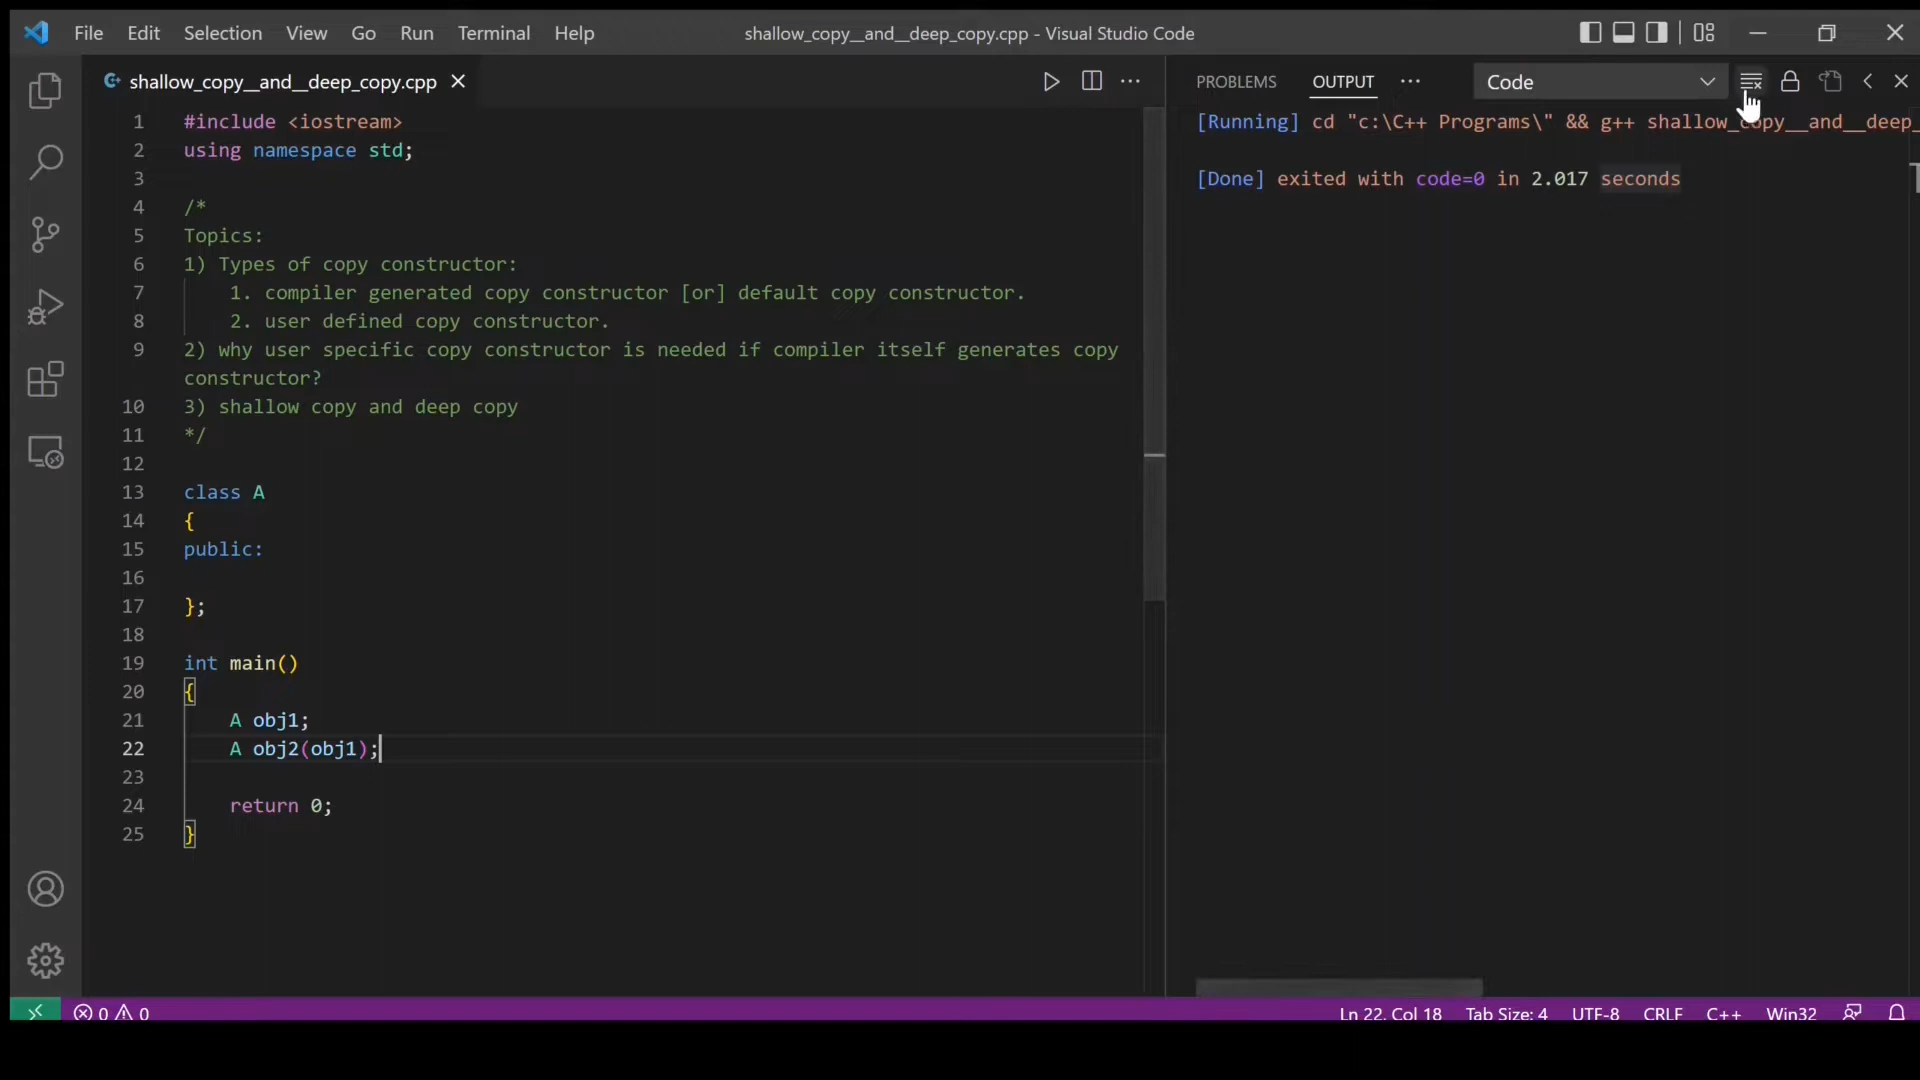 File Edit Selection View Go Run Terminal Help shallow_copy__and__deep_copy.cpp - Visual Studio Code
shallow_copy__and__deep_copy.cpp
PROBLEMS OUTPUT ··· Code
1 #include <iostream>
2 using namespace std;
3
4 /*
5 Topics:
6 1) Types of copy constructor:
7 1. compiler generated copy constructor [or] default copy constructor.
8 2. user defined copy constructor.
9 2) why user specific copy constructor is needed if compiler itself generates copy
constructor?
10 3) shallow copy and deep copy
11 */
12
13 class A
14 {
15 public:
16
17 };
18
19 int main()
20 {
21 A obj1;
22 A obj2(obj1);
23
24 return 0;
25 }
[Running] cd "c:\C++ Programs\" && g++ shallow_copy__and__deep_
[Done] exited with code=0 in 2.017 seconds
0 0 Ln 22, Col 18 Tab Size: 4 UTF-8 CRLF C++ Win32